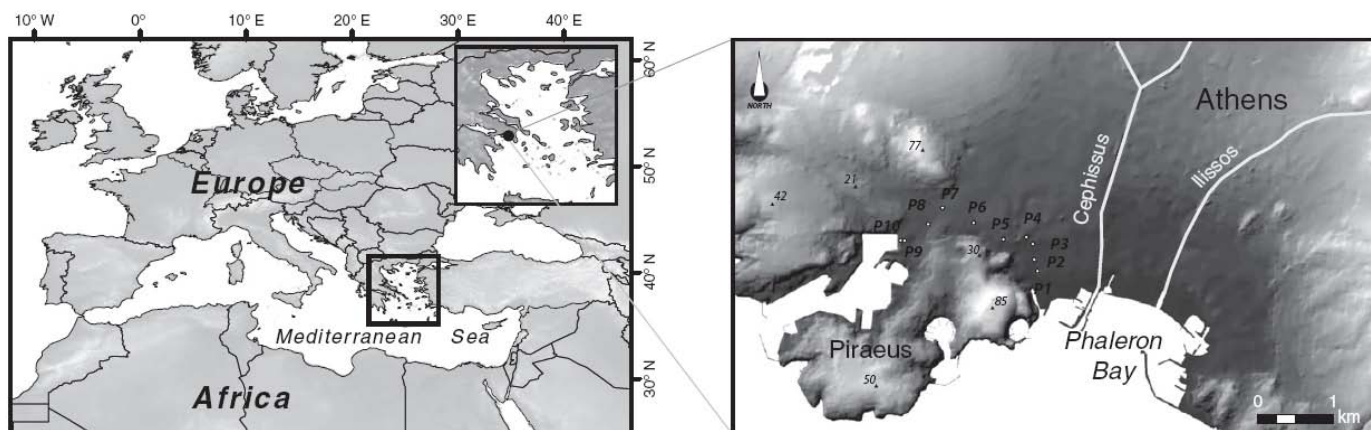 10° W
0°
10° E
20° E
30° E
40° E
60° N
50° N
40° N
30° N
Europe
Mediterranean Sea
Africa
NORTH
Athens
Cephissus
Ilissos
77
42
21
P7
P8
P6
P5
P4
P10
P9
30
P3
P2
P1
85
Piraeus
50
Phaleron
Bay
0 1
km